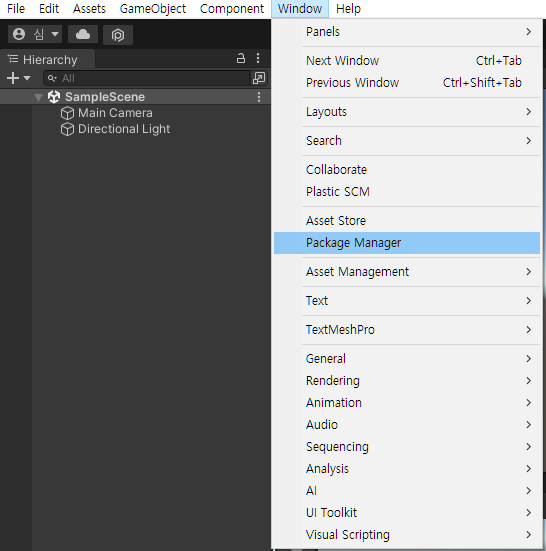 File Edit Assets GameObject Component Window Help
심
Hierarchy
All
SampleScene
Main Camera
Directional Light
Panels
Next Window Ctrl+Tab
Previous Window Ctrl+Shift+Tab
Layouts
Search
Collaborate
Plastic SCM
Asset Store
Package Manager
Asset Management
Text
TextMeshPro
General
Rendering
Animation
Audio
Sequencing
Analysis
AI
UI Toolkit
Visual Scripting